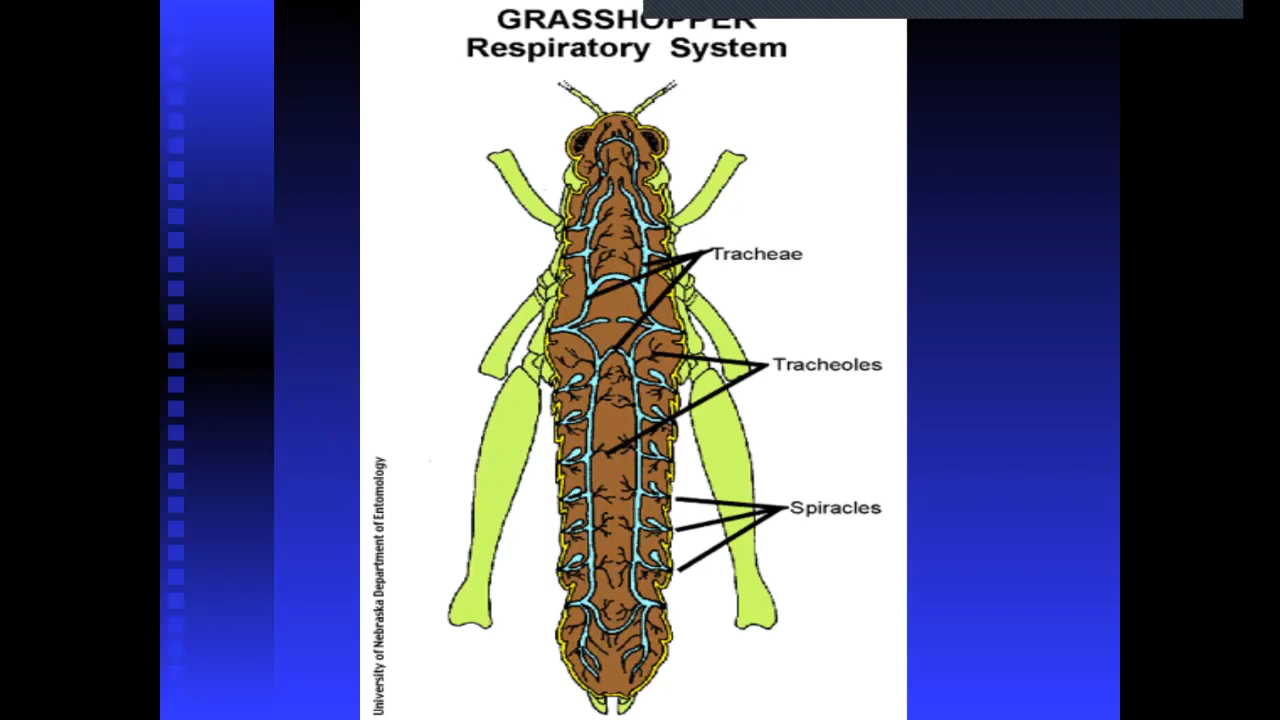 GRASSHOPPER
Respiratory System
Tracheae
Tracheoles
Spiracles
University of Nebraska Department of Entomology